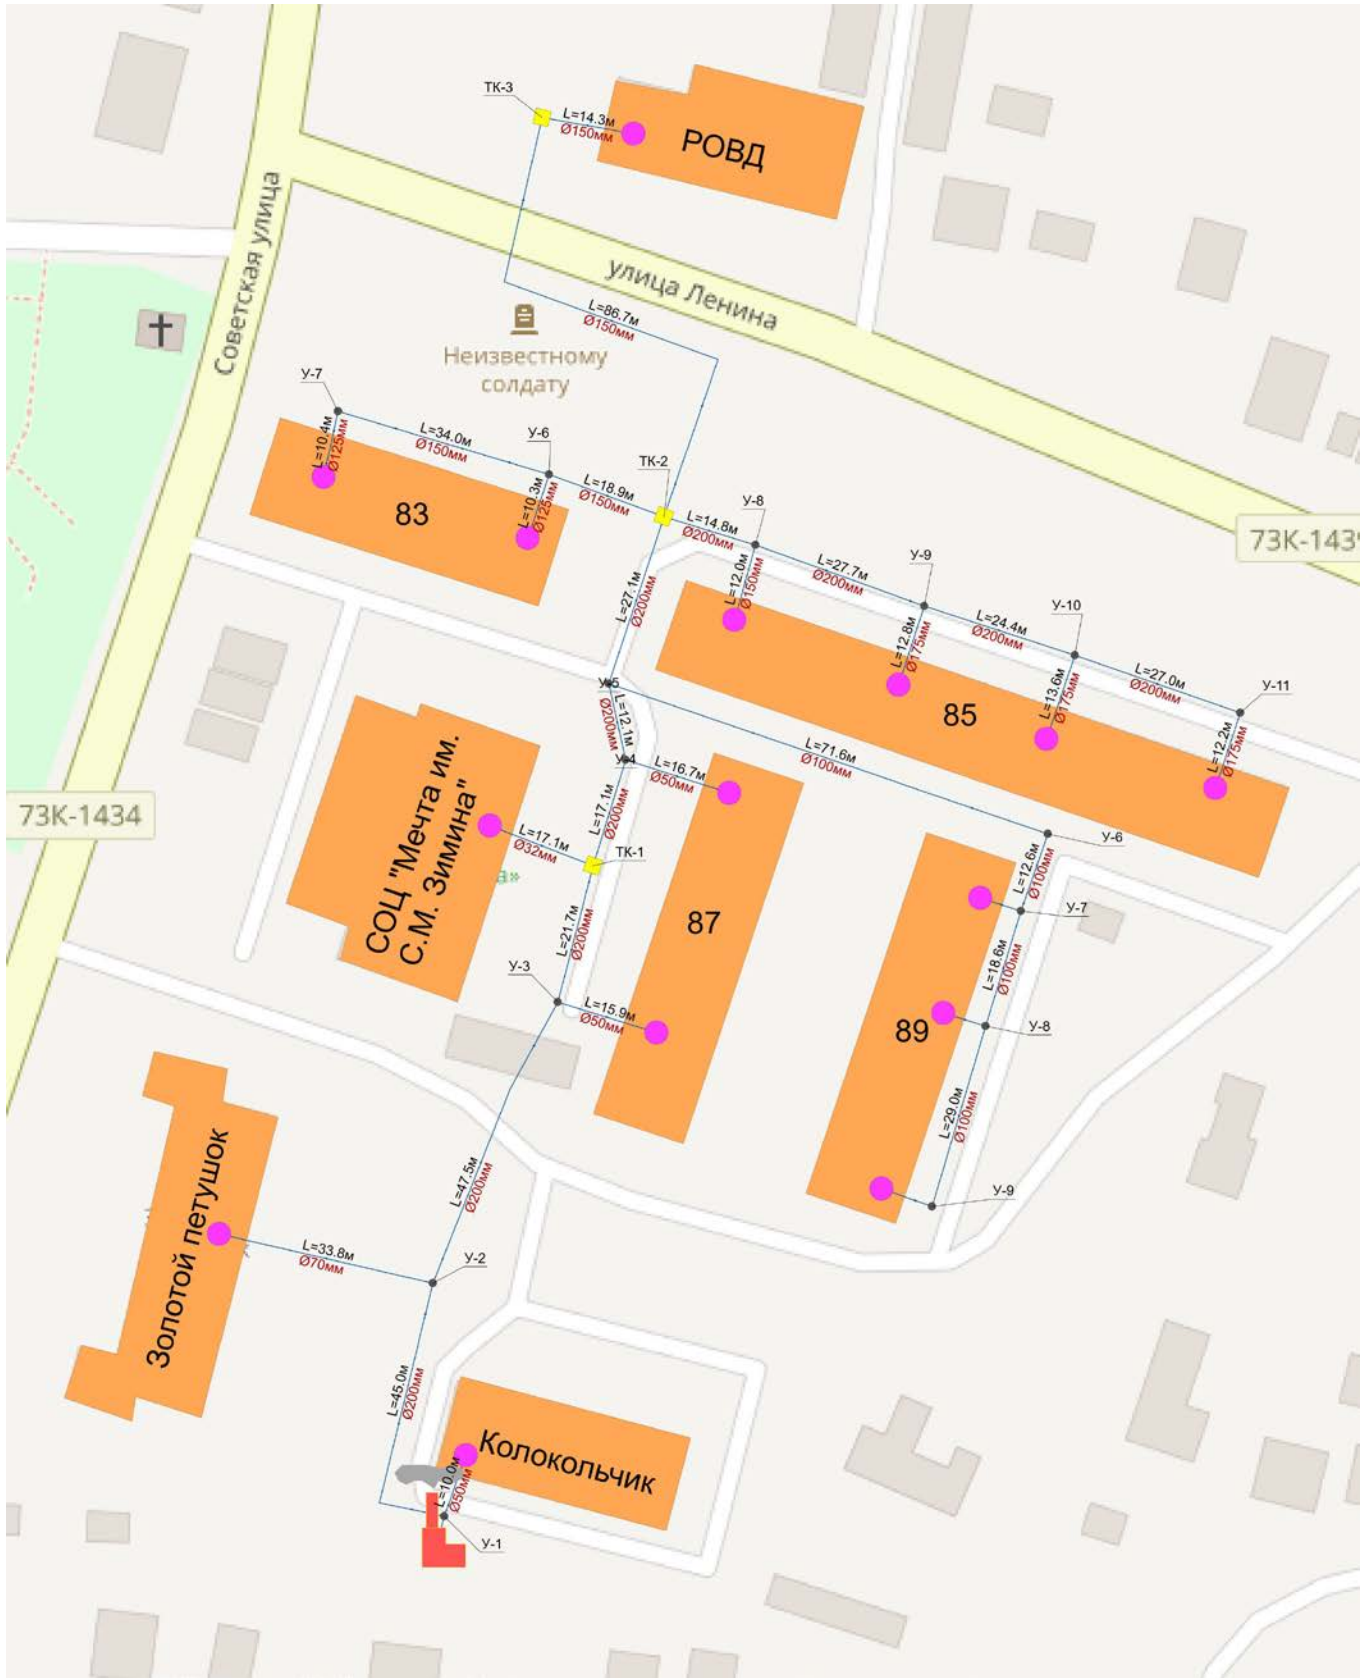 ТК-3
L=14.3м
Ø150мм
РОВД
Советская улица
улица Ленина
L=86.7м
Ø150мм
Неизвестному
солдату
У-7
L=34.0м
Ø150мм
L=10.4м
Ø125мм
У-6
L=18.9м
Ø150мм
L=10.3м
Ø125мм
83
ТК-2
У-8
L=14.8м
Ø200мм
L=12.0м
Ø150мм
L=27.7м
Ø200мм
У-9
L=12.8м
Ø175мм
L=24.4м
Ø200мм
У-10
L=13.6м
Ø175мм
L=27.0м
Ø200мм
У-11
L=12.2м
Ø175мм
73К-143
85
L=27.1м
Ø200мм
У-5
L=12.1м
Ø200мм
У-4
L=16.7м
Ø50мм
L=71.6м
Ø100мм
L=17.1м
Ø200мм
73К-1434
СОЦ "Мечта им.
С.М. Зимина"
L=17.1м
Ø32мм
ТК-1
87
У-6
L=12.6м
Ø100мм
У-7
L=18.6м
Ø100мм
89
У-8
L=29.0м
Ø100мм
У-9
L=21.7м
Ø200мм
У-3
L=15.9м
Ø50мм
L=47.5м
Ø200мм
Золотой петушок
L=33.8м
Ø70мм
У-2
L=45.0м
Ø200мм
Колокольчик
L=10.0м
Ø50мм
У-1